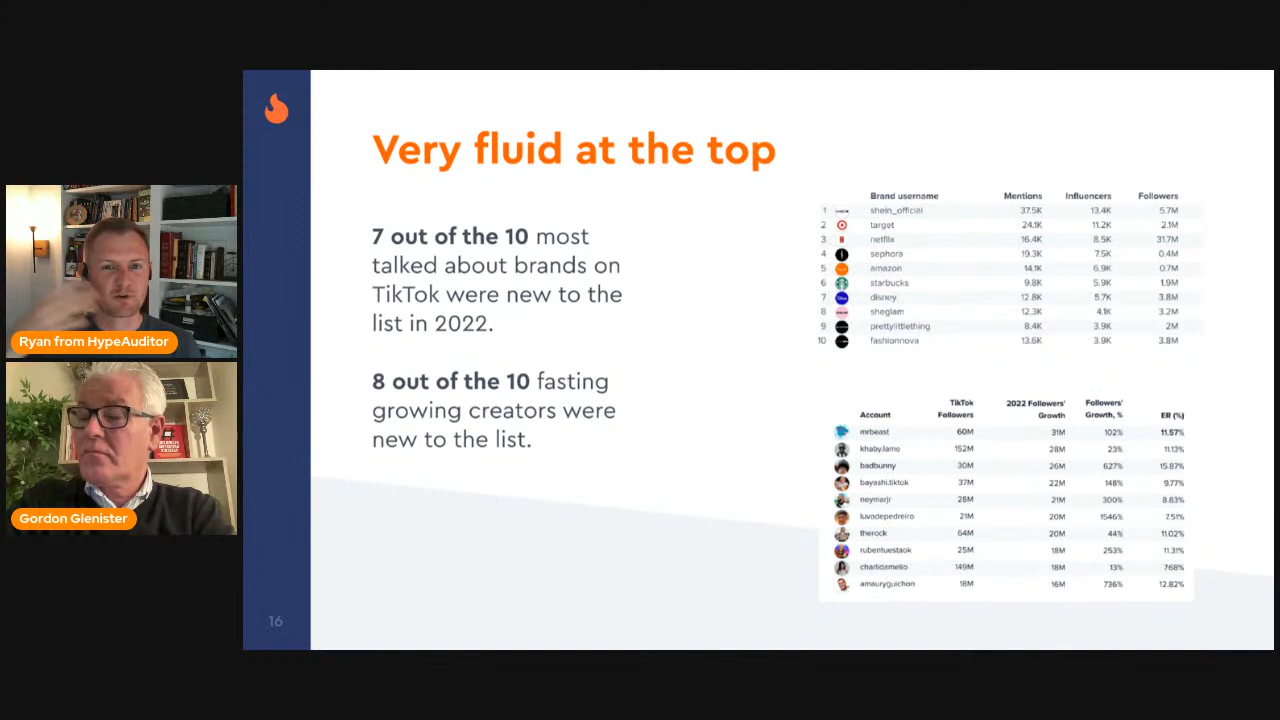 Very fluid at the top
7 out of the 10 most
talked about brands on
TikTok were new to the
list in 2022.
8 out of the 10 fasting
growing creators were
new to the list.
Brand username Mentions Influencers Followers
1 shein_official 37.5K 13.4K 5.7M
2 target 24.1K 11.2K 2.1M
3 netflix 16.4K 8.5K 31.7M
4 sephora 19.3K 7.5K 0.4M
5 amazon 14.1K 6.9K 0.7M
6 starbucks 9.8K 5.9K 1.9M
7 disney 12.8K 5.7K 3.8M
8 sheglam 12.3K 4.1K 3.2M
9 prettylittlething 8.4K 3.9K 2M
10 fashionnova 13.6K 3.9K 3.8M
TikTok 2022 Followers' Followers'
Account Followers Growth Growth, % ER (%)
mrbeast 60M 31M 102% 11.57%
khaby.lame 152M 28M 23% 11.13%
badbunny 30M 26M 627% 15.87%
bayashi.tiktok 37M 22M 148% 9.77%
neymarjr 28M 21M 300% 8.83%
luvadepedreiro 21M 20M 1546% 7.51%
therock 64M 20M 44% 11.02%
rubentuestaok 25M 18M 253% 11.31%
charlidamelio 149M 18M 13% 7.68%
amauryguichon 18M 16M 736% 12.82%
16
Ryan from HypeAuditor
Gordon Glenister